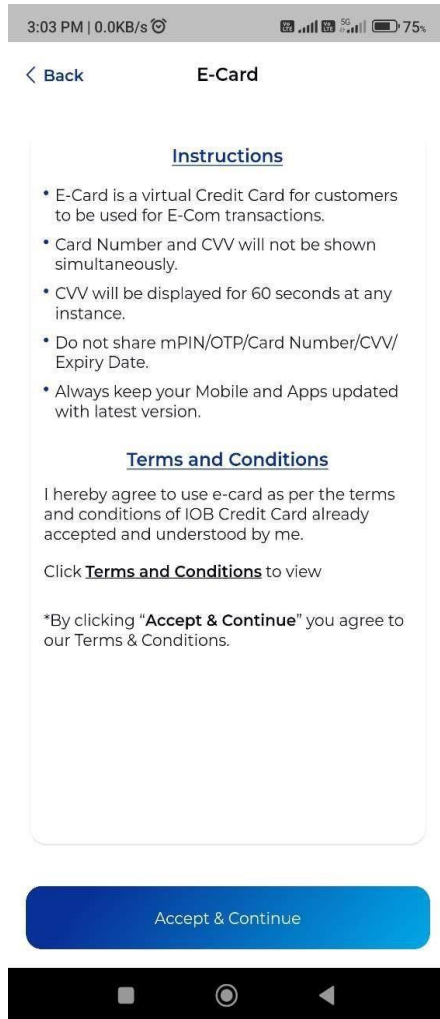 3:03 PM | 0.0KB/s
Vo LTE Vo LTE 5G 75%
Back
E-Card
Instructions
• E-Card is a virtual Credit Card for customers
to be used for E-Com transactions.
• Card Number and CVV will not be shown
simultaneously.
• CVV will be displayed for 60 seconds at any
instance.
• Do not share mPIN/OTP/Card Number/CVV/
Expiry Date.
• Always keep your Mobile and Apps updated
with latest version.
Terms and Conditions
I hereby agree to use e-card as per the terms
and conditions of IOB Credit Card already
accepted and understood by me.
Click Terms and Conditions to view
*By clicking “Accept & Continue” you agree to
our Terms & Conditions.
Accept & Continue